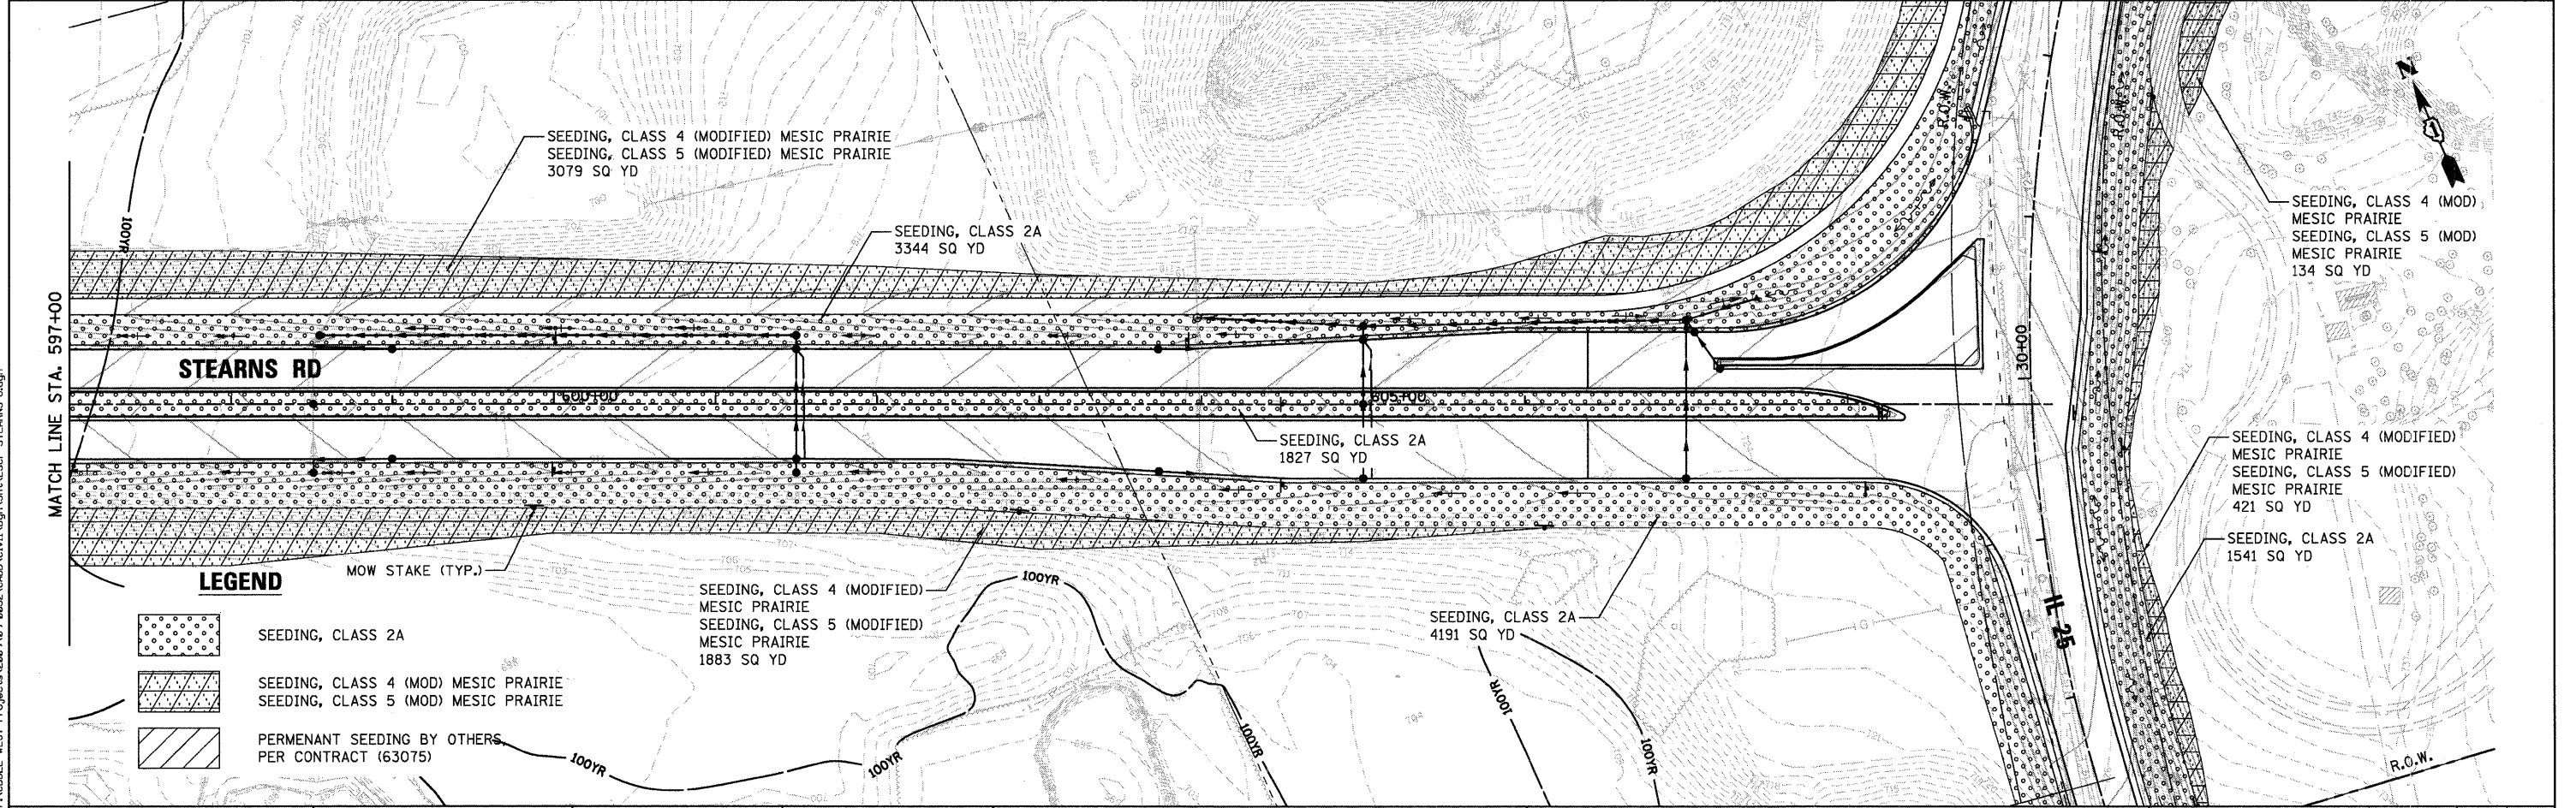 SEEDING, CLASS 4 (MODIFIED) MESIC PRAIRIE
SEEDING, CLASS 5 (MODIFIED) MESIC PRAIRIE
3079 SQ YD
SEEDING, CLASS 2A
3344 SQ YD
N
1
R.O.W.
R.O.W.
SEEDING, CLASS 4 (MOD)
MESIC PRAIRIE
SEEDING, CLASS 5 (MOD)
MESIC PRAIRIE
134 SQ YD
100YR
MATCH LINE STA. 597+00
STEARNS RD
600+00
605+00
130+00
SEEDING, CLASS 2A
1827 SQ YD
SEEDING, CLASS 4 (MODIFIED)
MESIC PRAIRIE
SEEDING, CLASS 5 (MODIFIED)
MESIC PRAIRIE
421 SQ YD
SEEDING, CLASS 2A
1541 SQ YD
MOW STAKE (TYP.)
SEEDING, CLASS 4 (MODIFIED)
MESIC PRAIRIE
SEEDING, CLASS 5 (MODIFIED)
MESIC PRAIRIE
1883 SQ YD
100YR
SEEDING, CLASS 2A
4191 SQ YD
IL 25
LEGEND
SEEDING, CLASS 2A
SEEDING, CLASS 4 (MOD) MESIC PRAIRIE
SEEDING, CLASS 5 (MOD) MESIC PRAIRIE
PERMENANT SEEDING BY OTHERS,
PER CONTRACT (63075)
100YR
100YR
100YR
100YR
100YR
R.O.W.